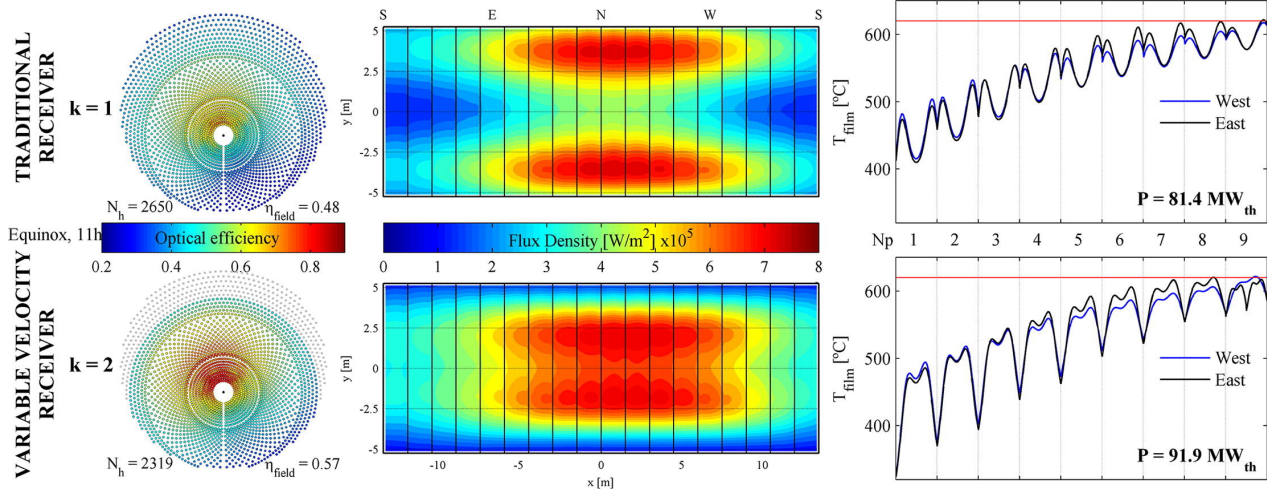 TRADITIONAL
RECEIVER
k = 1
N_h = 2650
η_field = 0.48
S E N W S
5
2.5
0
-2.5
-5
y [m]
600
500
400
T_film [ºC]
West
East
P = 81.4 MW_th
Equinox, 11h
Optical efficiency
0.2 0.4 0.6 0.8
Flux Density [W/m²] x10⁵
0 1 2 3 4 5 6 7 8
Np 1 2 3 4 5 6 7 8 9
VARIABLE VELOCITY
RECEIVER
k = 2
N_h = 2319
η_field = 0.57
5
2.5
0
-2.5
-5
y [m]
-10 -5 0 5 10
x [m]
600
500
400
T_film [ºC]
West
East
P = 91.9 MW_th